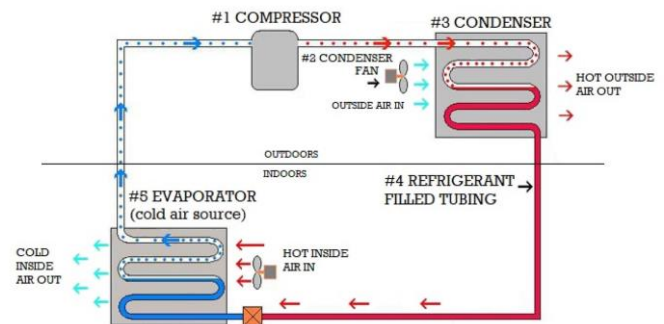 #1 COMPRESSOR
#3 CONDENSER
#2 CONDENSER
FAN
OUTSIDE AIR IN
HOT OUTSIDE
AIR OUT
OUTDOORS
INDOORS
#4 REFRIGERANT
FILLED TUBING
#5 EVAPORATOR
(cold air source)
COLD
INSIDE
AIR OUT
HOT INSIDE
AIR IN